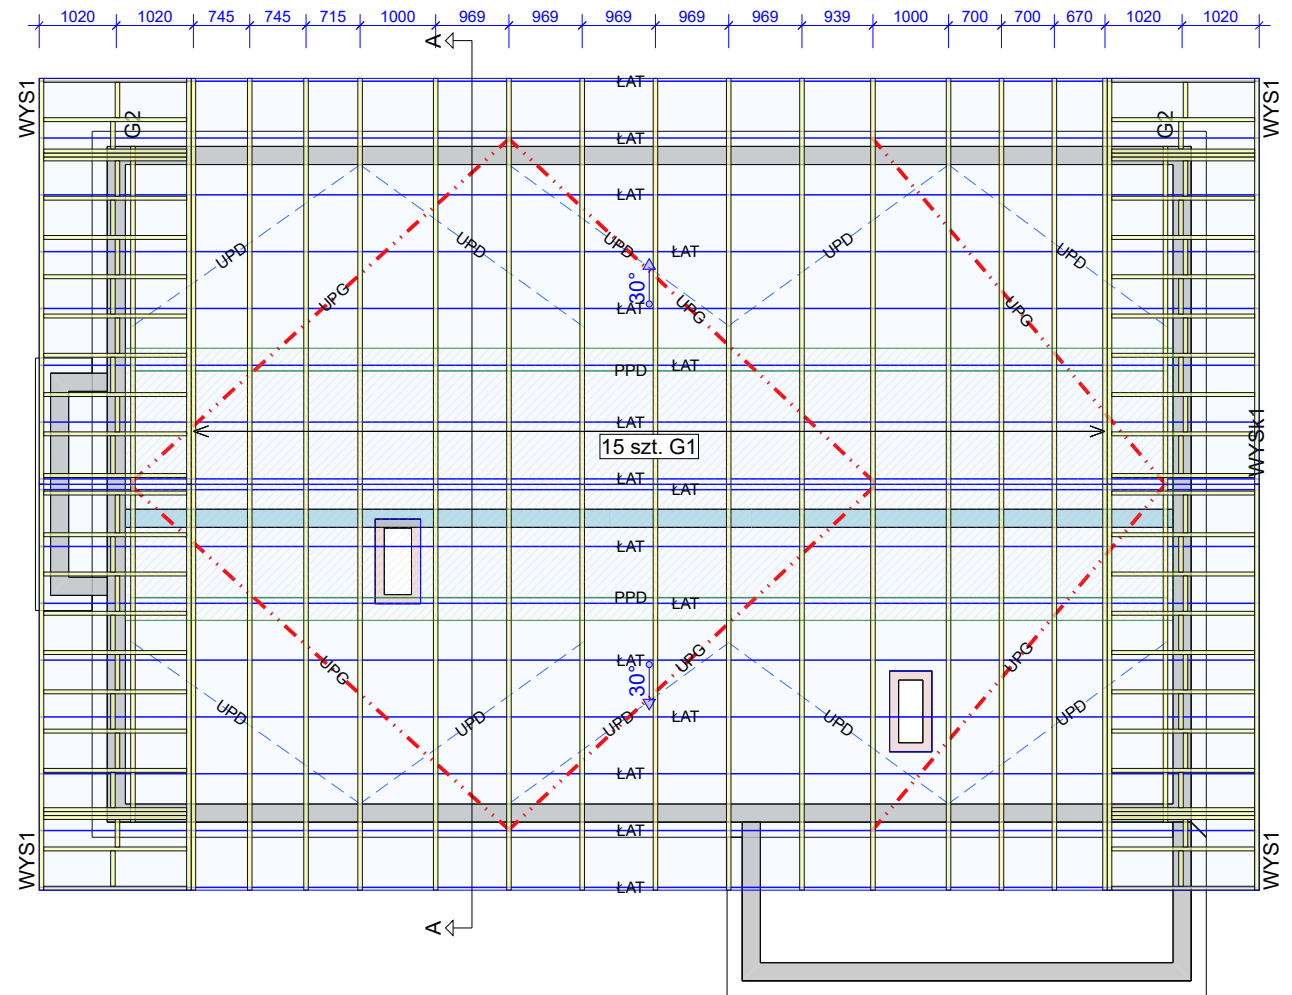 1020 1020 745 745 715 1000 969 969 969 969 969 939 1000 700 700 670 1020 1020
A
WYS1 ŁAT WYS1
G2 G2
ŁAT
ŁAT
UPD UPD UPD ŁAT UPD UPD
30°
UPG ŁAT UPG UPG
PPD ŁAT
ŁAT
15 szt. G1 WYSk1
ŁAT
ŁAT
ŁAT
PPD ŁAT
UPG ŁAT 30° UPG UPG
UPD UPD UPD ŁAT UPD UPD
ŁAT
WYS1 ŁAT WYS1
ŁAT
A